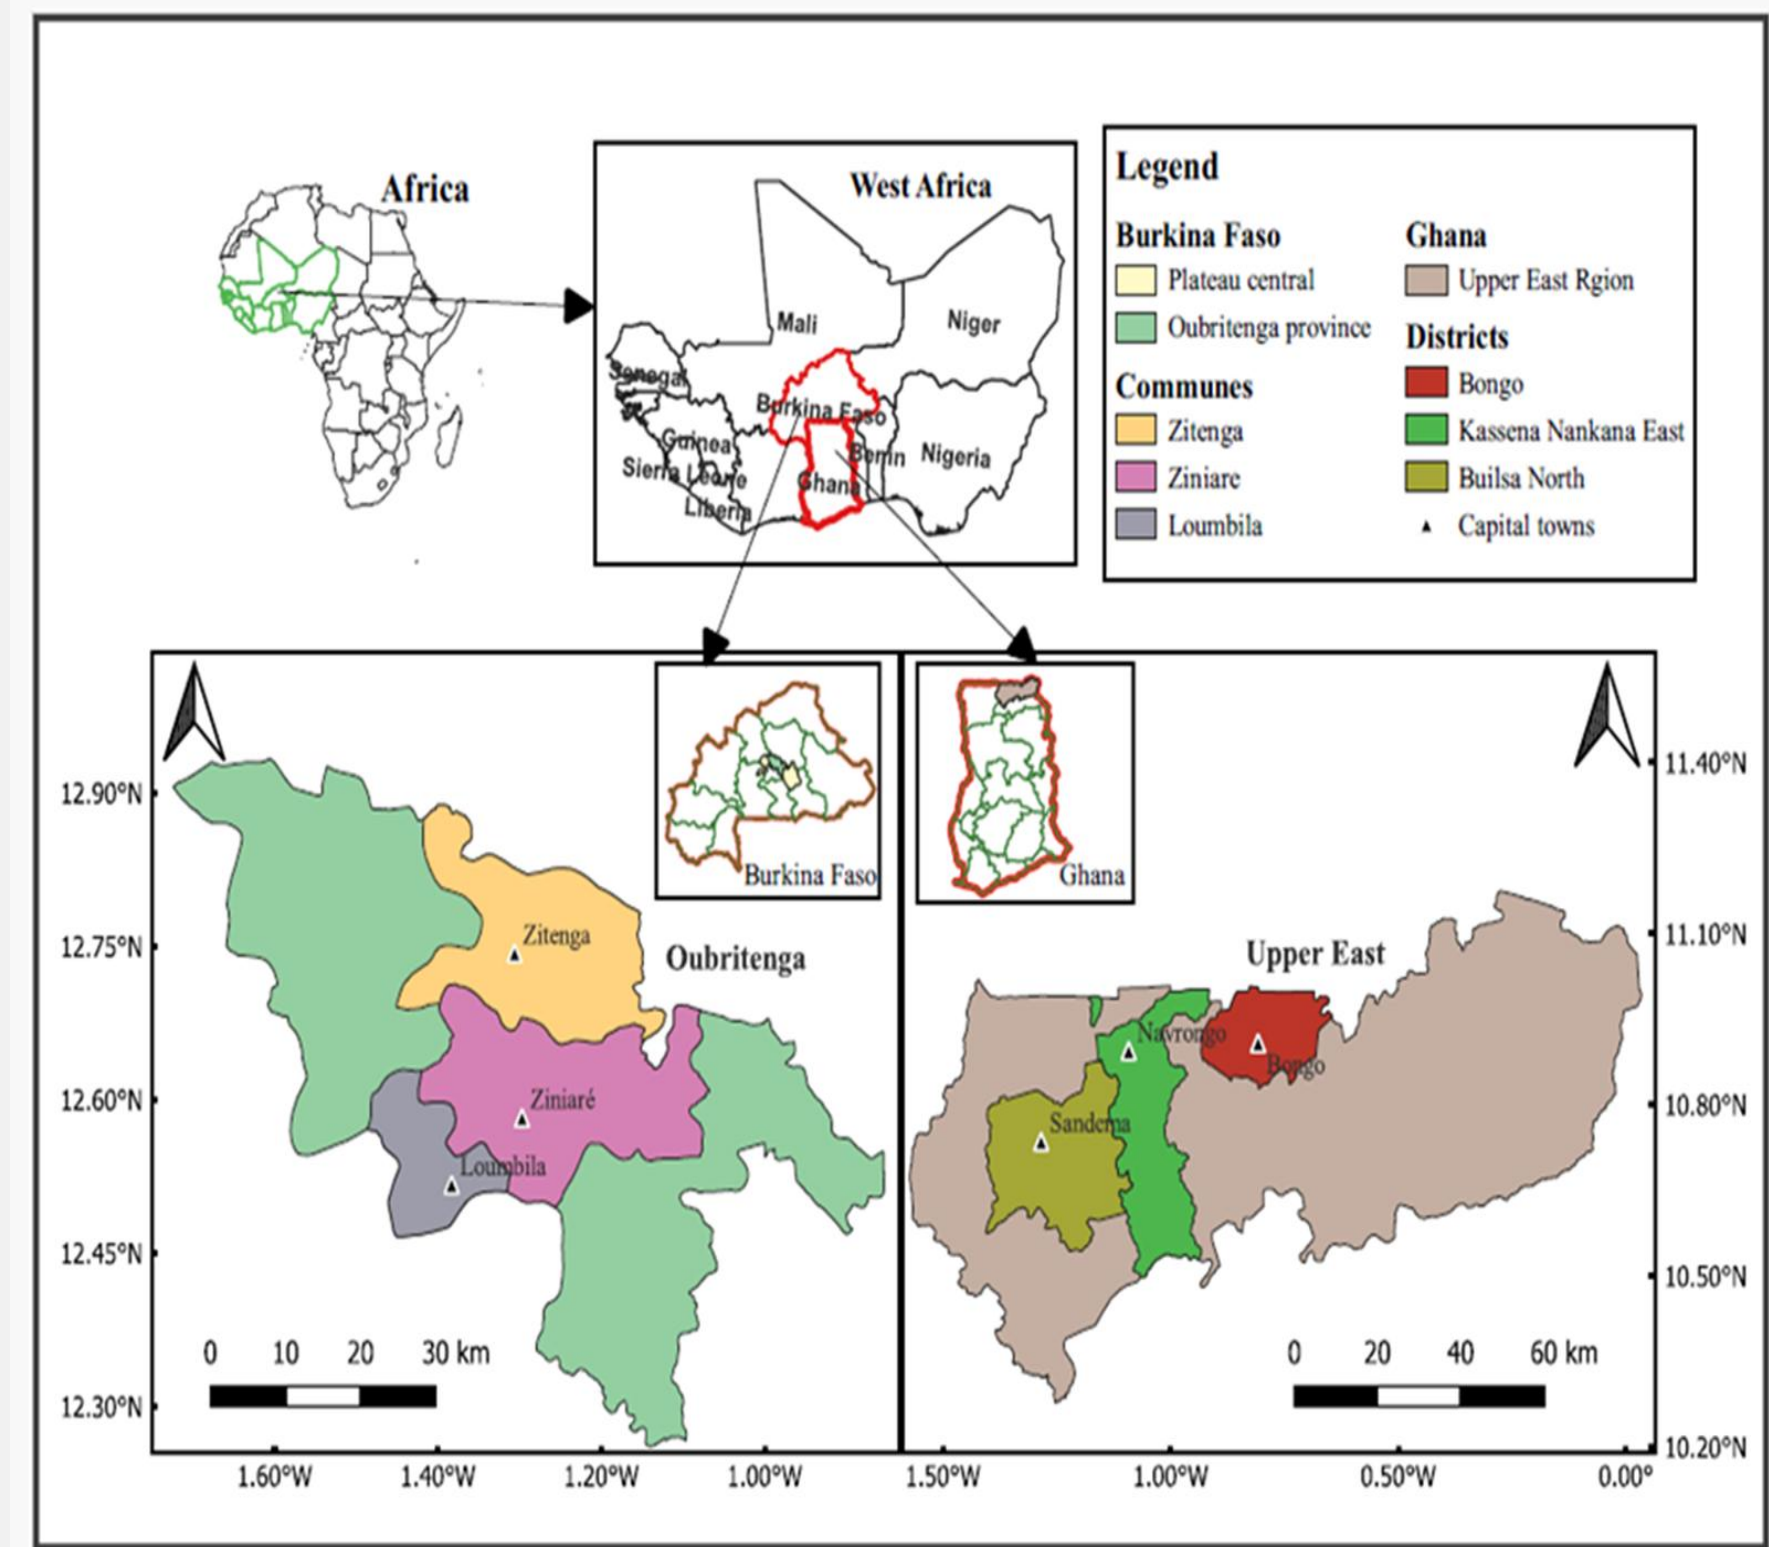 Africa
West Africa
Mali
Niger
Senegal
Burkina Faso
Guinea
Benin
Nigeria
Sierra Leone
Ghana
Liberia
Legend
Burkina Faso
Plateau central
Oubritenga province
Communes
Zitenga
Ziniare
Loumbila
Ghana
Upper East Rgion
Districts
Bongo
Kassena Nankana East
Builsa North
Capital towns
Burkina Faso
Oubritenga
Zitenga
Ziniaré
Loumbila
12.90°N
12.75°N
12.60°N
12.45°N
12.30°N
0 10 20 30 km
1.60°W 1.40°W 1.20°W 1.00°W
Ghana
Upper East
Navrongo
Bongo
Sandema
11.40°N
11.10°N
10.80°N
10.50°N
10.20°N
0 20 40 60 km
1.50°W 1.00°W 0.50°W 0.00°